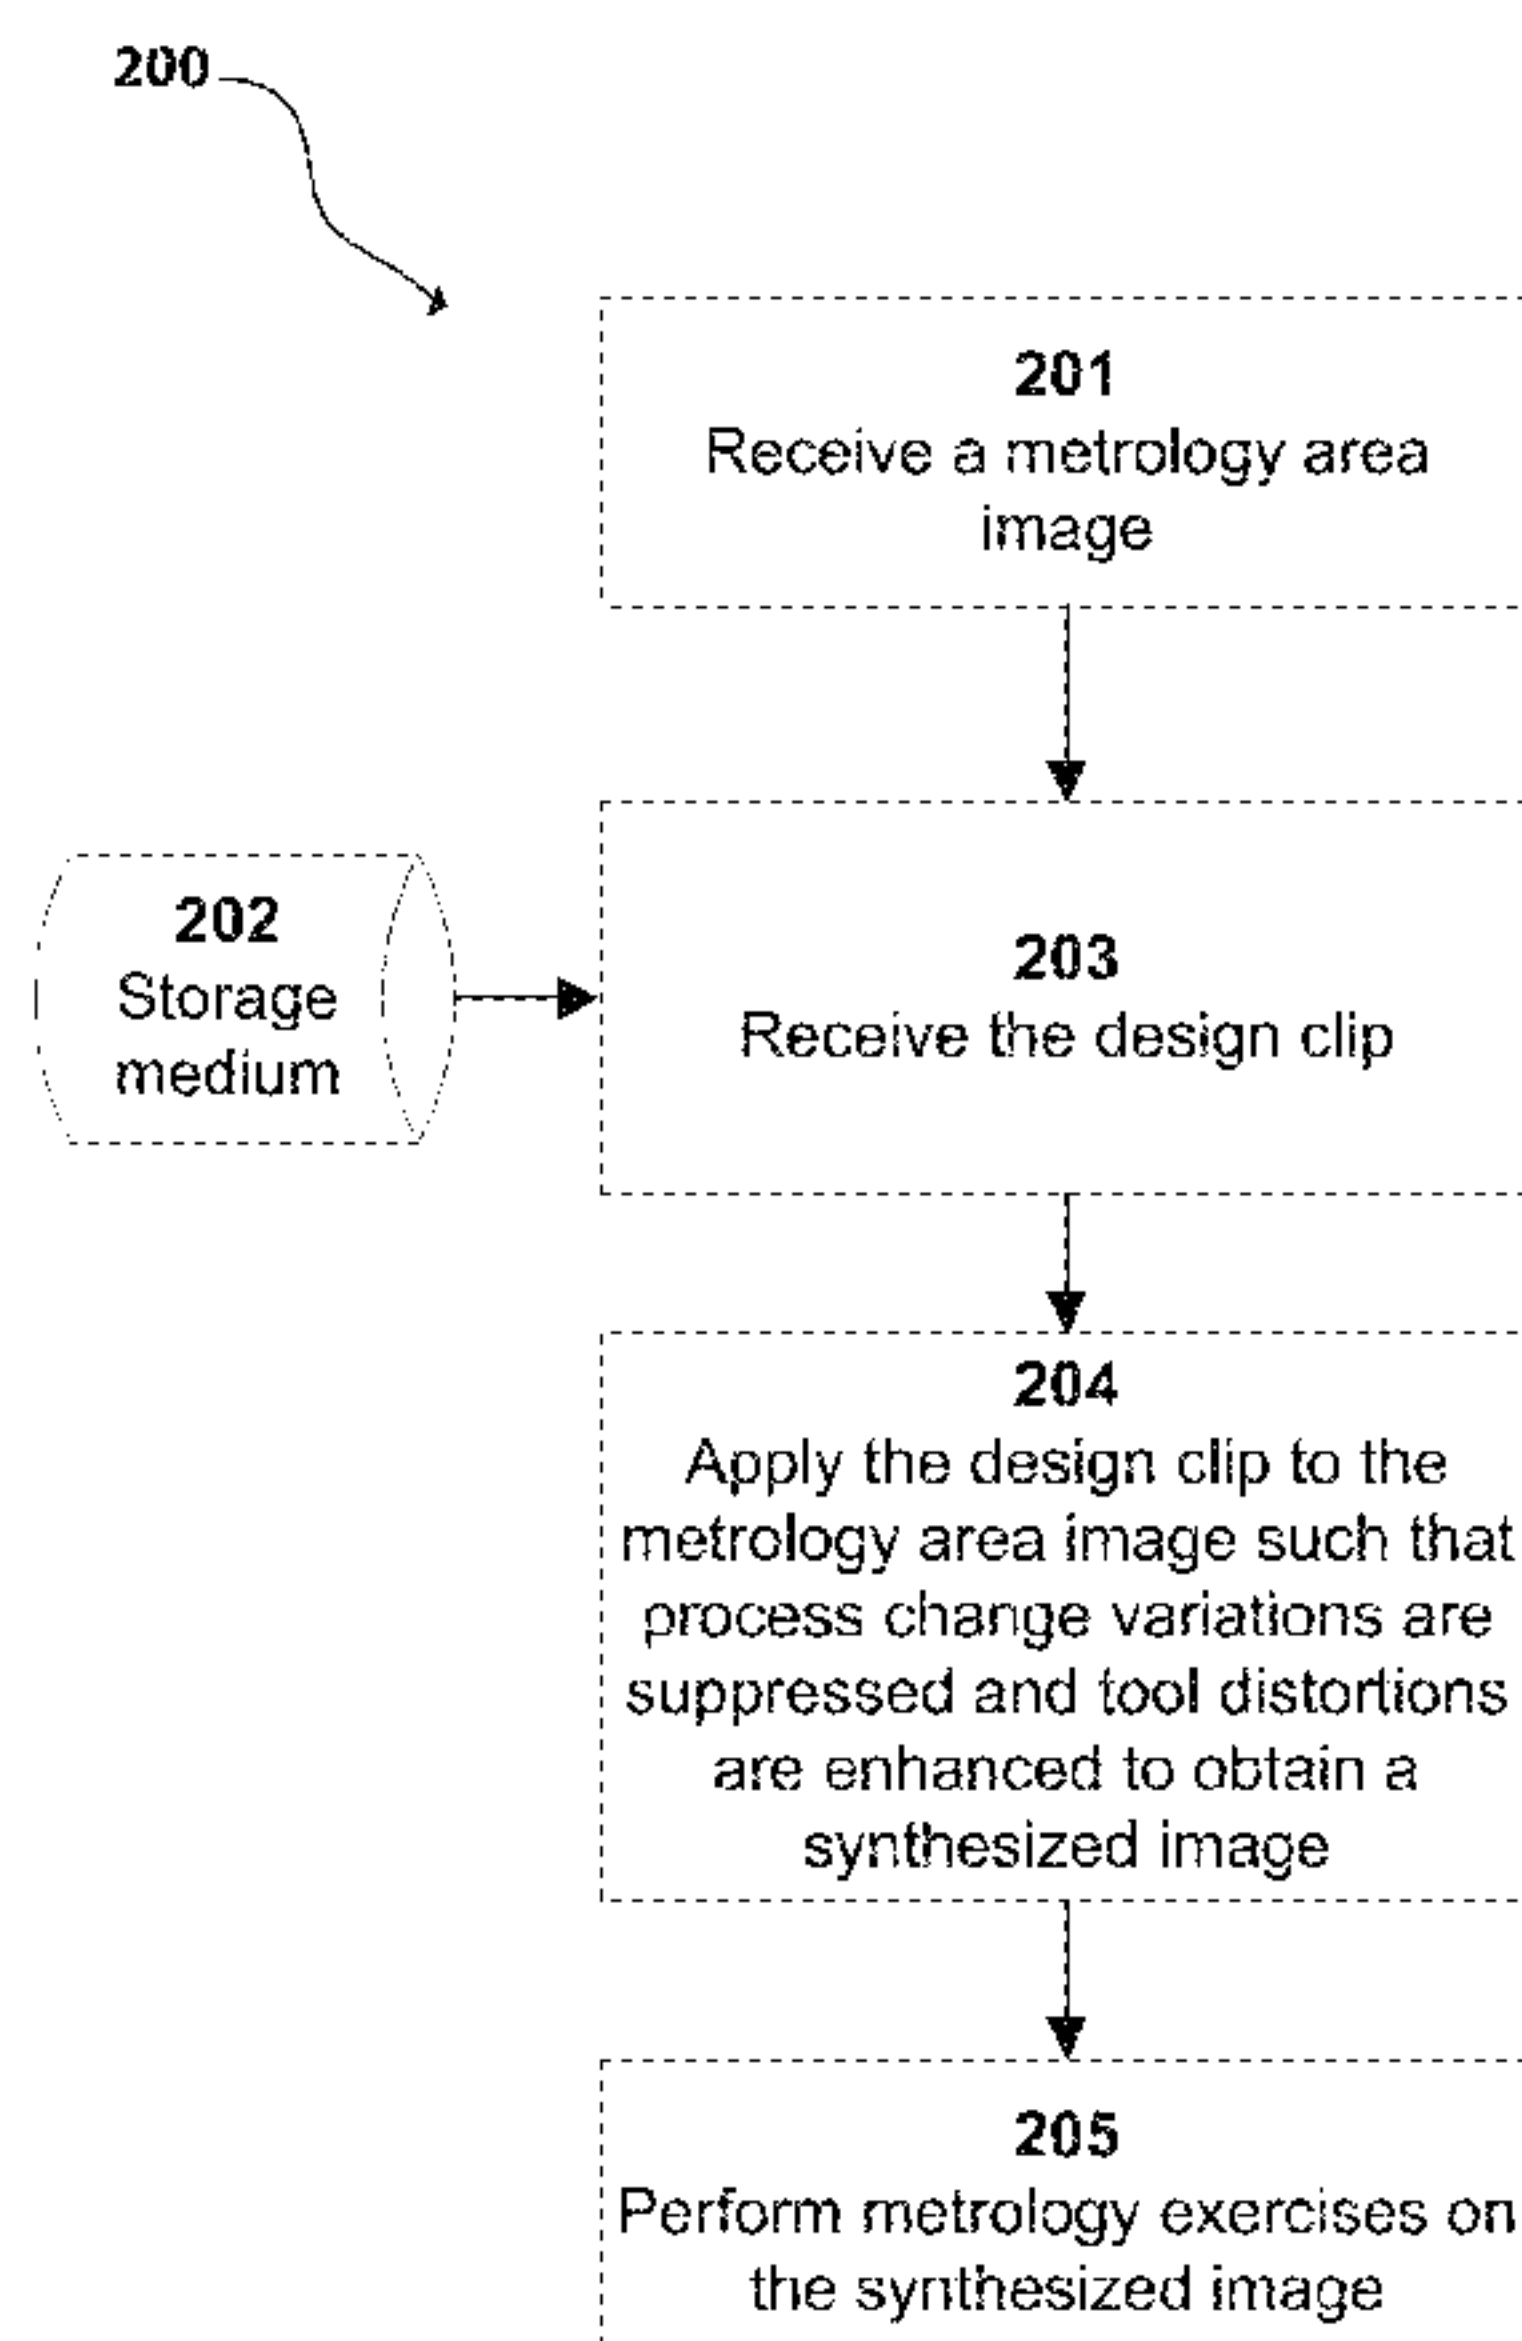 200
201
Receive a metrology area
image
202
Storage
medium
203
Receive the design clip
204
Apply the design clip to the
metrology area image such that
process change variations are
suppressed and tool distortions
are enhanced to obtain a
synthesized image
205
Perform metrology exercises on
the synthesized image